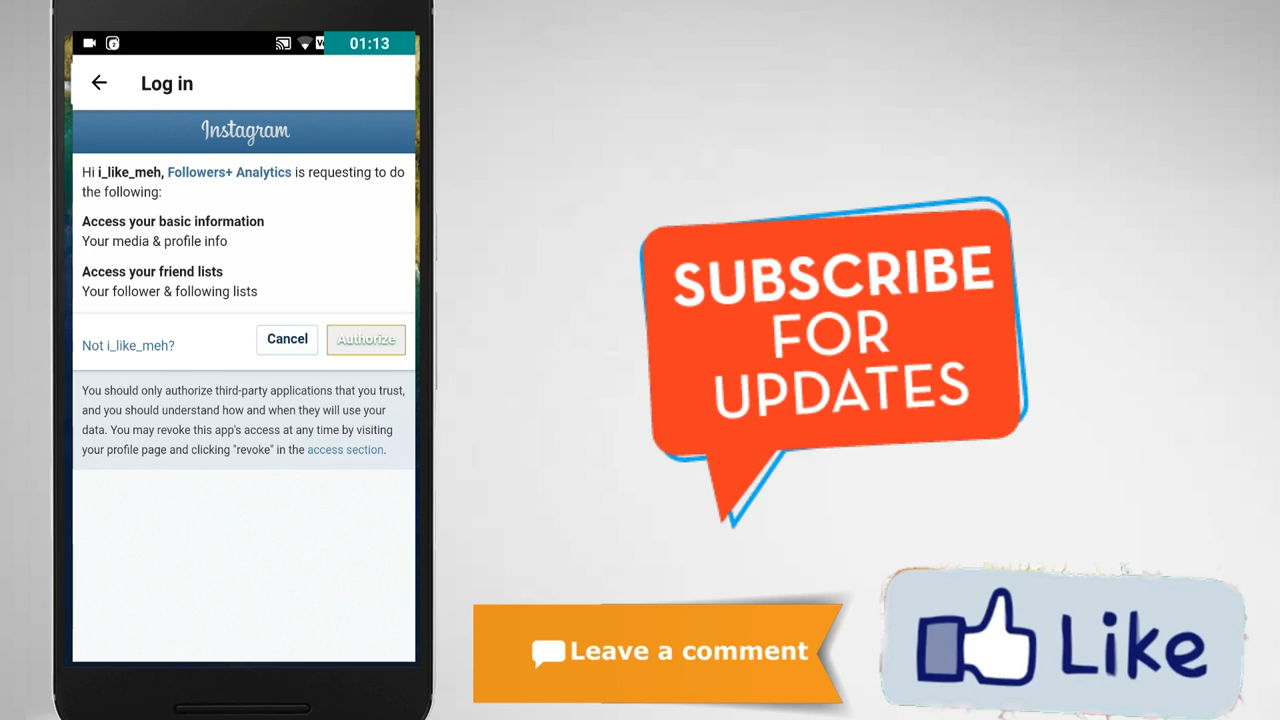 01:13
Log in
Instagram
Hi i_like_meh, Followers+ Analytics is requesting to do
the following:
Access your basic information
Your media & profile info
Access your friend lists
Your follower & following lists
Not i_like_meh?
Cancel
Authorize
You should only authorize third-party applications that you trust,
and you should understand how and when they will use your
data. You may revoke this app's access at any time by visiting
your profile page and clicking "revoke" in the access section.
SUBSCRIBE
FOR
UPDATES
Leave a comment
Like